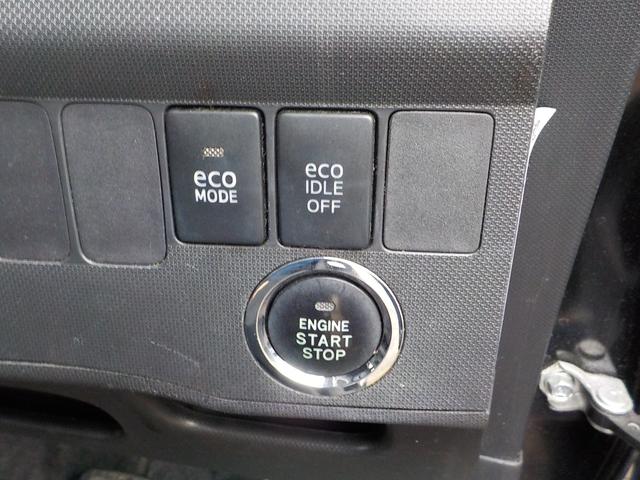 eco
MODE
eco
IDLE
OFF
ENGINE
START
STOP